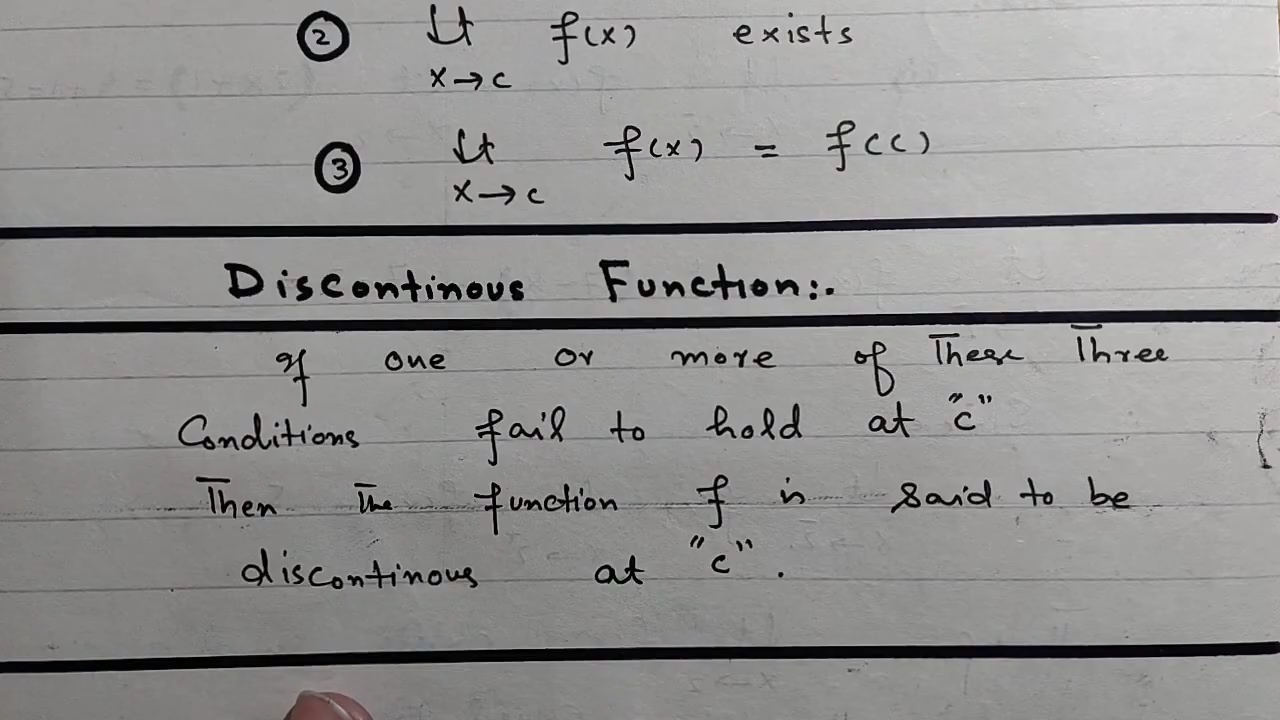 ② Lt f(x) exists
x→c
③ Lt f(x) = f(c)
x→c
Discontinous Function:.
If one or more of These Three
Conditions fail to hold at "c"
Then The function f is said to be
discontinous at "c".